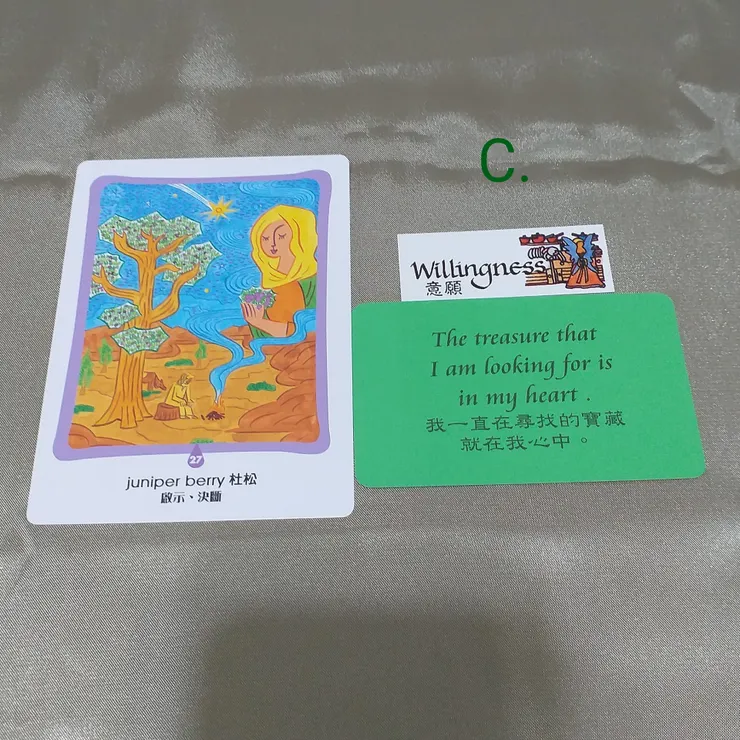 C.
27
juniper berry 杜松
啟示、決斷
Willingness
意願
The treasure that
I am looking for is
in my heart .
我一直在尋找的寶藏
就在我心中。